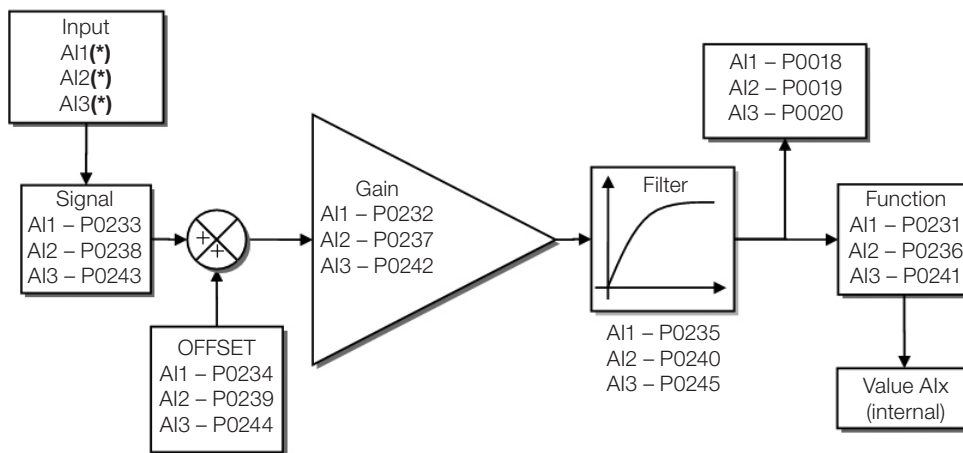 Input
AI1(*)
AI2(*)
AI3(*)
Signal
AI1 – P0233
AI2 – P0238
AI3 – P0243
+
+
OFFSET
AI1 – P0234
AI2 – P0239
AI3 – P0244
Gain
AI1 – P0232
AI2 – P0237
AI3 – P0242
Filter
AI1 – P0235
AI2 – P0240
AI3 – P0245
AI1 – P0018
AI2 – P0019
AI3 – P0020
Function
AI1 – P0231
AI2 – P0236
AI3 – P0241
Value AIx
(internal)